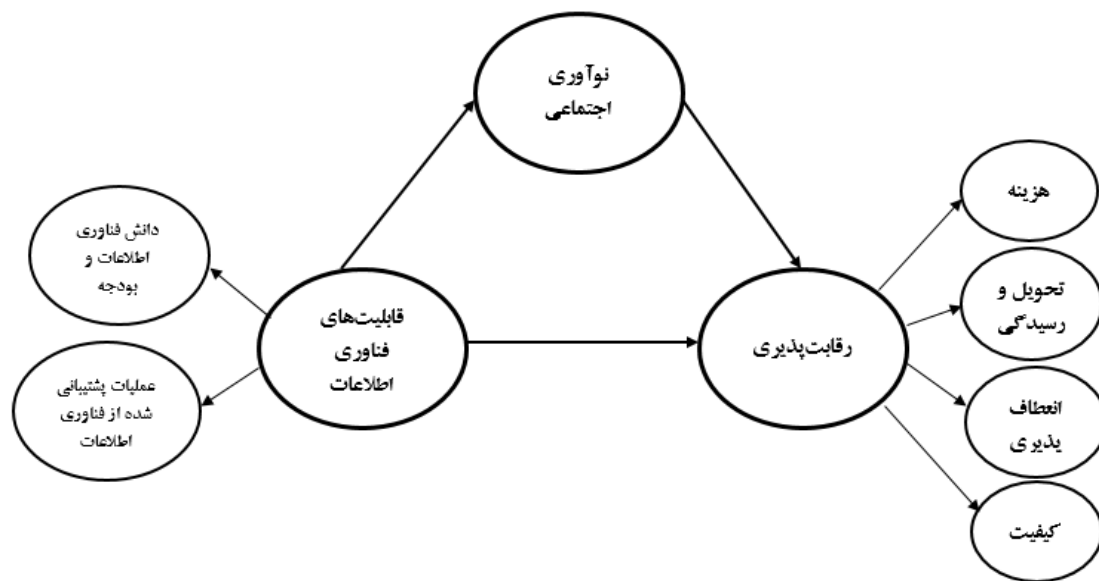 نوآوری
اجتماعی
هزینه
دانش فناوری
اطلاعات و
بودجه
تحویل و
رسیدگی
قابلیت‌های
فناوری
اطلاعات
رقابت‌پذیری
عملیات پشتیبانی
شده از فناوری
اطلاعات
انعطاف
پذیری
کیفیت